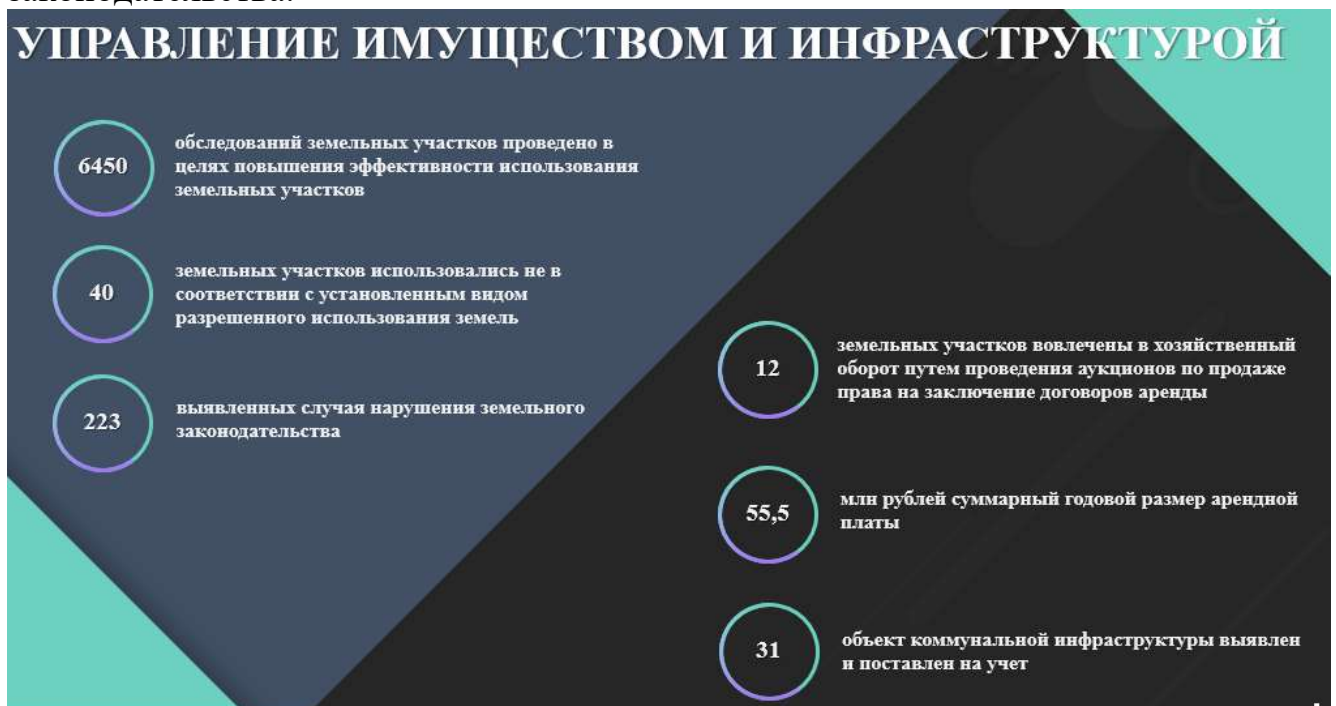 УПРАВЛЕНИЕ ИМУЩЕСТВОМ И ИНФРАСТРУКТУРОЙ
6450
обследований земельных участков проведено в
целях повышения эффективности использования
земельных участков
40
земельных участков использовались не в
соответствии с установленным видом
разрешенного использования земель
223
выявленных случая нарушения земельного
законодательства
12
земельных участков вовлечены в хозяйственный
оборот путем проведения аукционов по продаже
права на заключение договоров аренды
55,5
млн рублей суммарный годовой размер арендной
платы
31
объект коммунальной инфраструктуры выявлен
и поставлен на учет